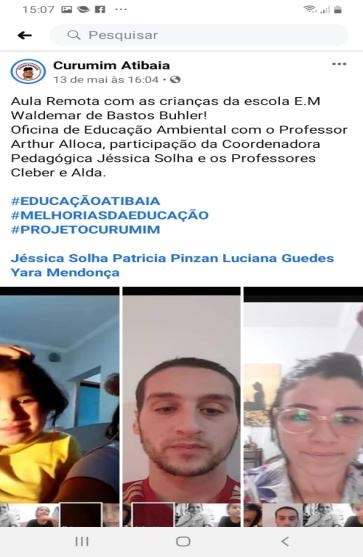 15:07
Pesquisar
Curumim Atibaia
13 de mai às 16:04 •
Aula Remota com as crianças da escola E.M
Waldemar de Bastos Buhler!
Oficina de Educação Ambiental com o Professor
Arthur Alloca, participação da Coordenadora
Pedagógica Jéssica Solha e os Professores
Cleber e Alda.
#EDUCAÇÃOATIBAIA
#MELHORIASDAEDUCAÇÃO
#PROJETOCURUMIM
Jéssica Solha Patricia Pinzan Luciana Guedes
Yara Mendonça